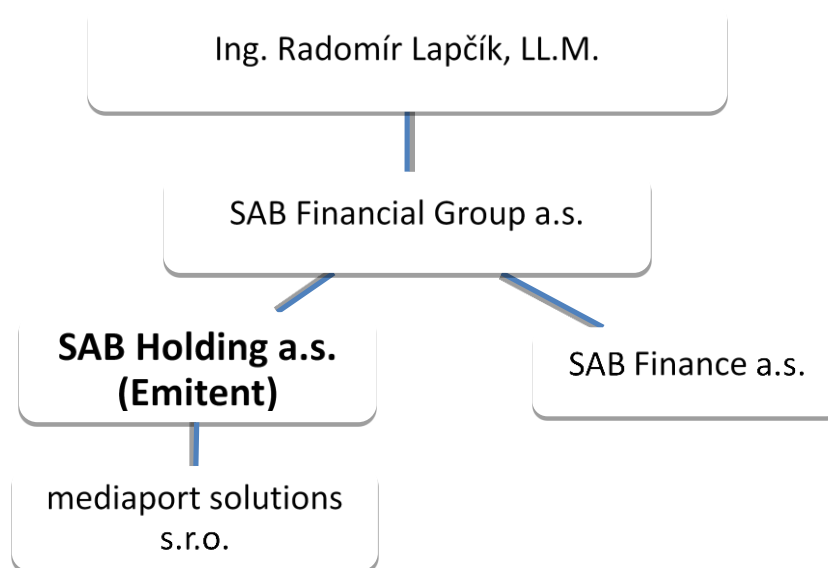 Ing. Radomír Lapčík, LL.M.
SAB Financial Group a.s.
SAB Holding a.s.
(Emitent)
SAB Finance a.s.
mediaport solutions
s.r.o.